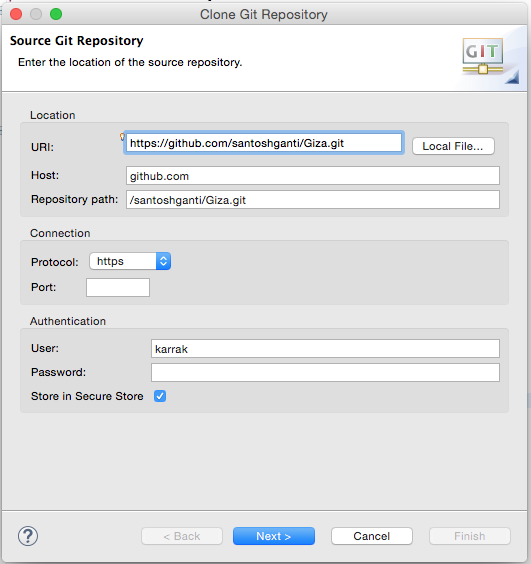 Clone Git Repository
Source Git Repository
Enter the location of the source repository.
GIT
Location
URI: https://github.com/santoshganti/Giza.git Local File...
Host: github.com
Repository path: /santoshganti/Giza.git
Connection
Protocol: https
Port:
Authentication
User: karrak
Password:
Store in Secure Store
? < Back Next > Cancel Finish